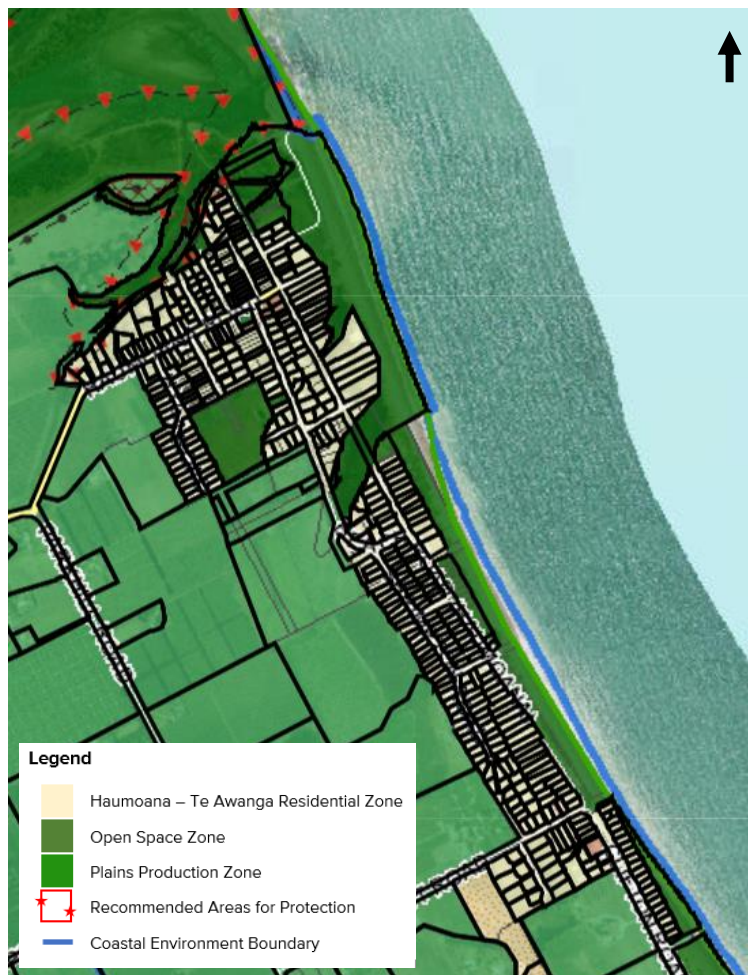 Legend
Haumoana – Te Awanga Residential Zone
Open Space Zone
Plains Production Zone
Recommended Areas for Protection
Coastal Environment Boundary